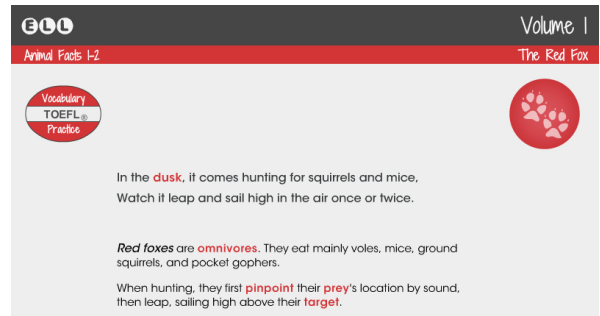 ELL
Volume 1
Animal Facts 1-2
The Red Fox
Vocabulary
TOEFL®
Practice
In the dusk, it comes hunting for squirrels and mice,
Watch it leap and sail high in the air once or twice.
Red foxes are omnivores. They eat mainly voles, mice, ground
squirrels, and pocket gophers.
When hunting, they first pinpoint their prey's location by sound,
then leap, sailing high above their target.